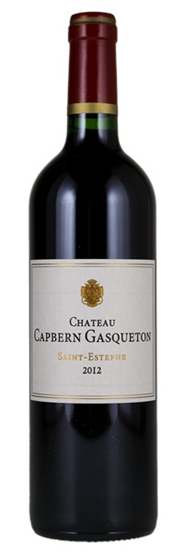 CHATEAU
CAPBERN GASQUETON
SAINT-ESTEPHE
2012